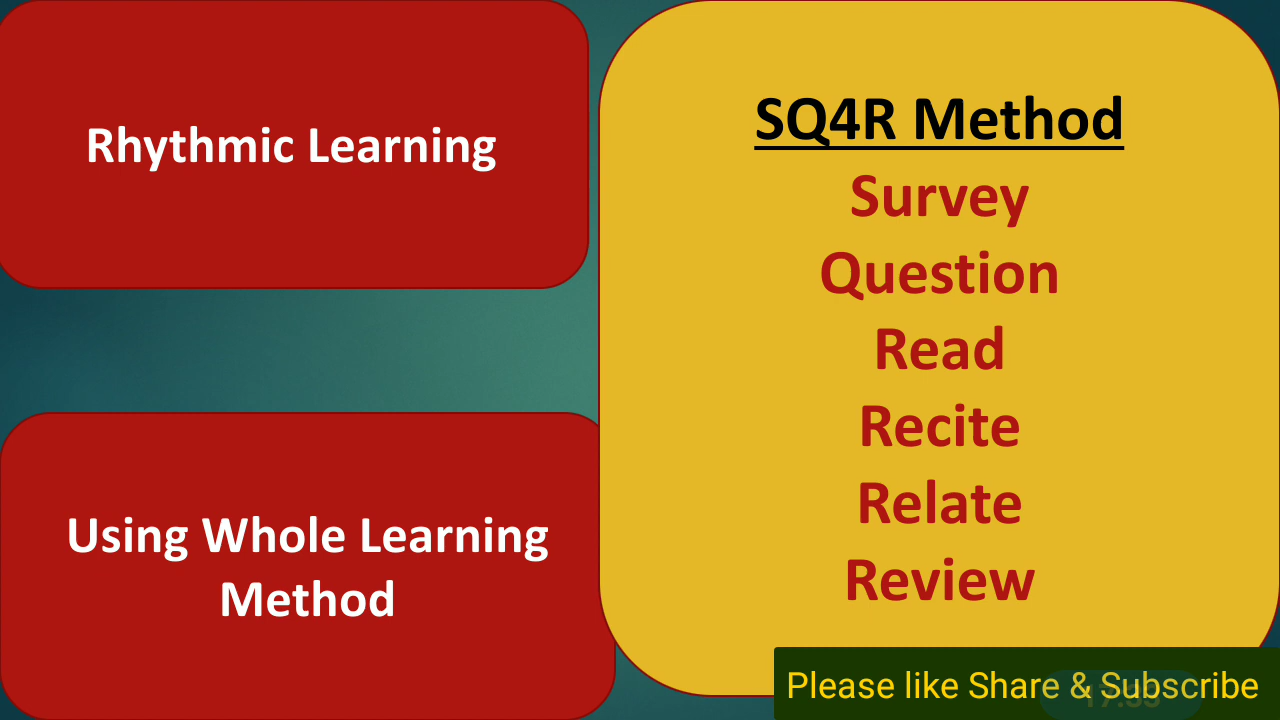 Rhythmic Learning
Using Whole Learning
Method
SQ4R Method
Survey
Question
Read
Recite
Relate
Review
Please like Share & Subscribe